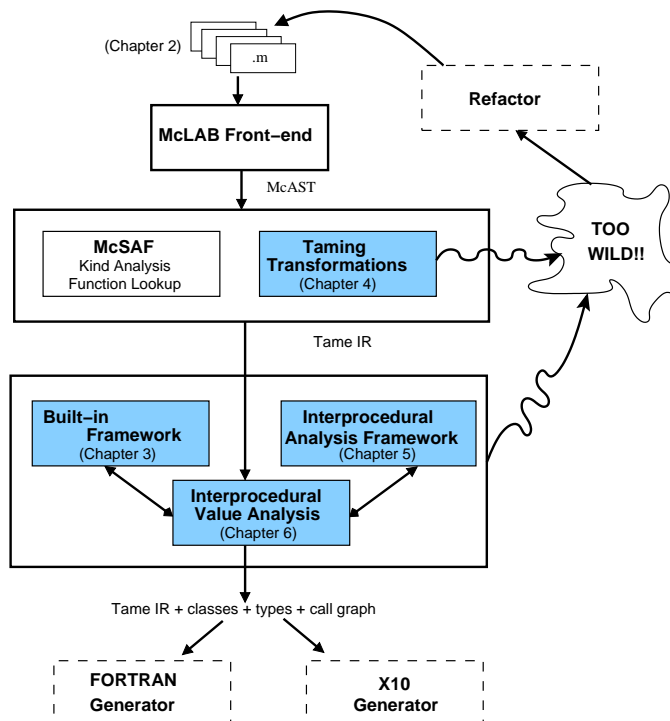 (Chapter 2)
.m
Refactor
McLAB Front−end
McAST
McSAF
Kind Analysis
Function Lookup
Taming
Transformations
(Chapter 4)
TOO
WILD!!
Tame IR
Built−in
Framework
(Chapter 3)
Interprocedural
Analysis Framework
(Chapter 5)
Interprocedural
Value Analysis
(Chapter 6)
Tame IR + classes + types + call graph
FORTRAN
Generator
X10
Generator